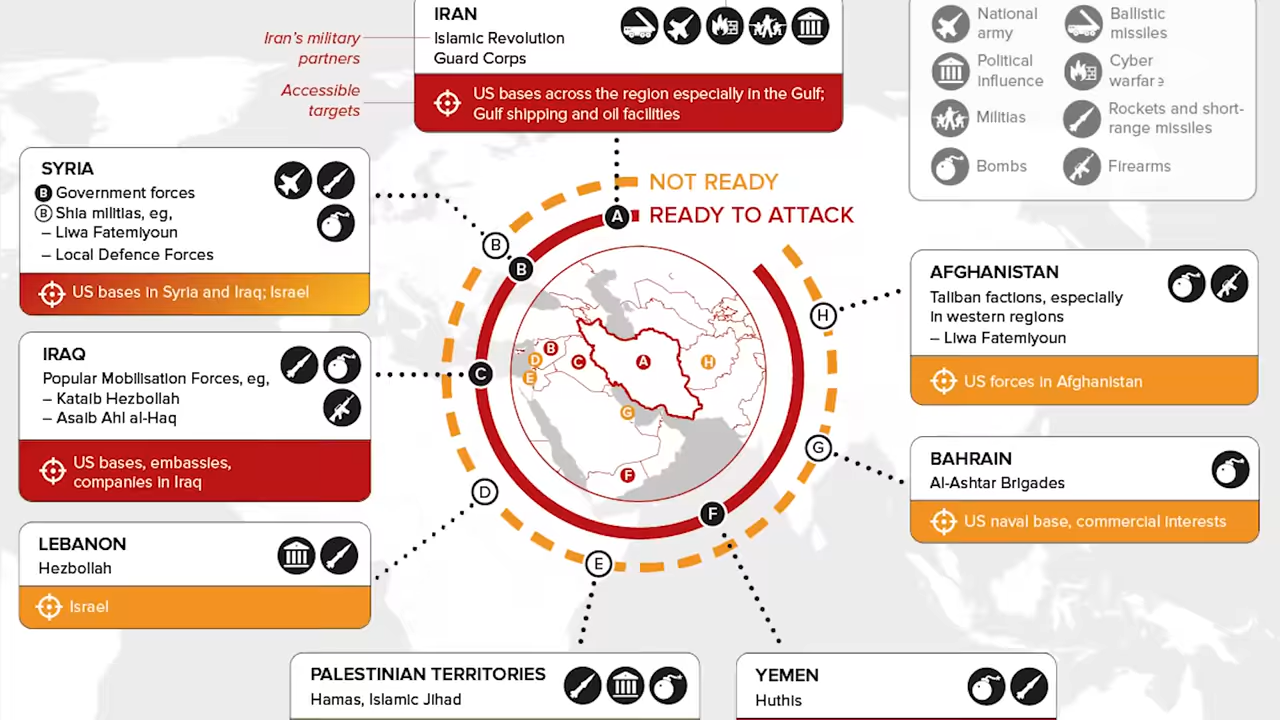 IRAN
Islamic Revolution
Guard Corps
Iran's military
partners
Accessible
targets
US bases across the region especially in the Gulf;
Gulf shipping and oil facilities
National
army
Ballistic
missiles
Political
influence
Cyber
warfare
Militias
Rockets and short-
range missiles
Bombs
Firearms
SYRIA
B Government forces
B Shia militias, eg,
– Liwa Fatemiyoun
– Local Defence Forces
US bases in Syria and Iraq; Israel
NOT READY
READY TO ATTACK
A
B
B
C
D
E
F
G
H
A
B
C
D
E
F
G
H
IRAQ
Popular Mobilisation Forces, eg,
– Kataib Hezbollah
– Asaib Ahl al-Haq
US bases, embassies,
companies in Iraq
LEBANON
Hezbollah
Israel
AFGHANISTAN
Taliban factions, especially
in western regions
– Liwa Fatemiyoun
US forces in Afghanistan
BAHRAIN
Al-Ashtar Brigades
US naval base, commercial interests
PALESTINIAN TERRITORIES
Hamas, Islamic Jihad
YEMEN
Huthis